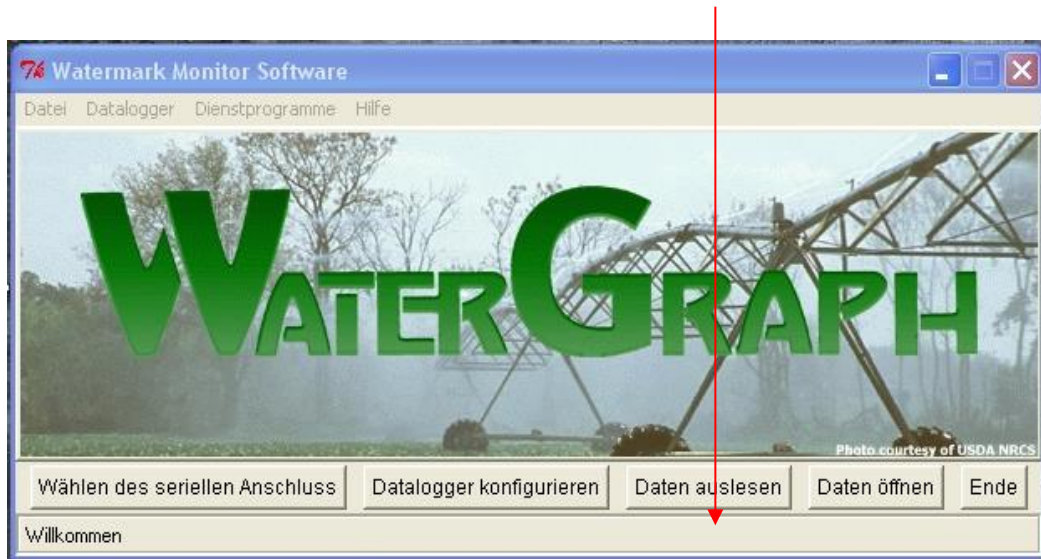 Watermark Monitor Software
Datei Datalogger Dienstprogramme Hilfe
WATERGRAPH
Photo courtesy of USDA NRCS
Wählen des seriellen Anschluss Datalogger konfigurieren Daten auslesen Daten öffnen Ende
Willkommen